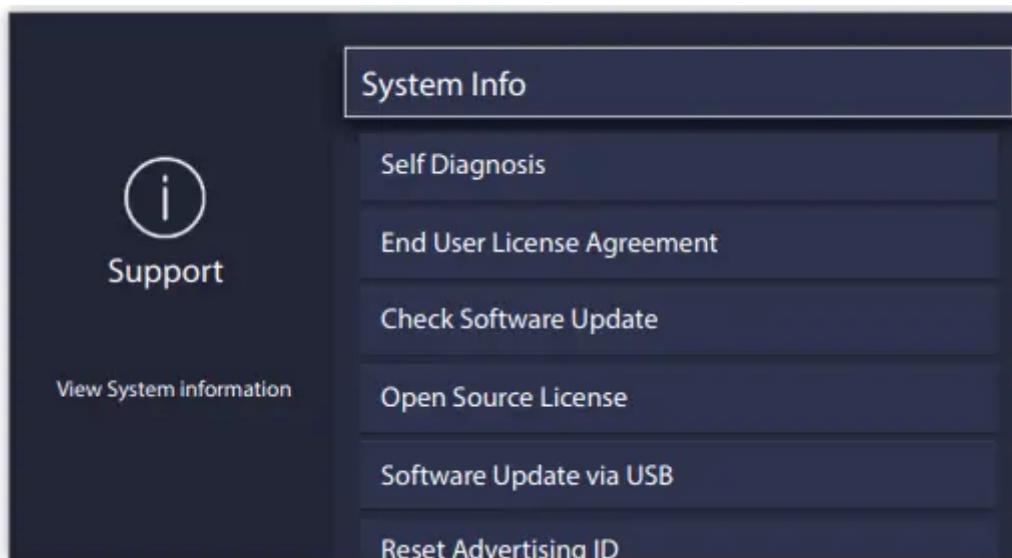 Support
View System information
System Info
Self Diagnosis
End User License Agreement
Check Software Update
Open Source License
Software Update via USB
Reset Advertising ID